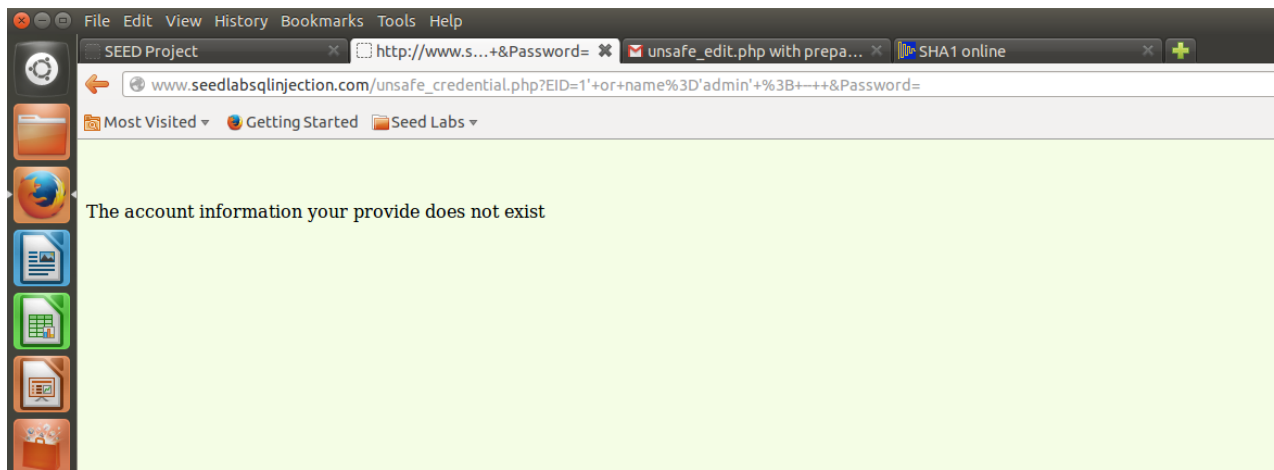 File Edit View History Bookmarks Tools Help
SEED Project http://www.s...+&Password= unsafe_edit.php with prepa... SHA1 online
www.seedlabsqlinjection.com/unsafe_credential.php?EID=1'+or+name%3D'admin'+%3B+--++&Password=
Most Visited Getting Started Seed Labs
The account information your provide does not exist